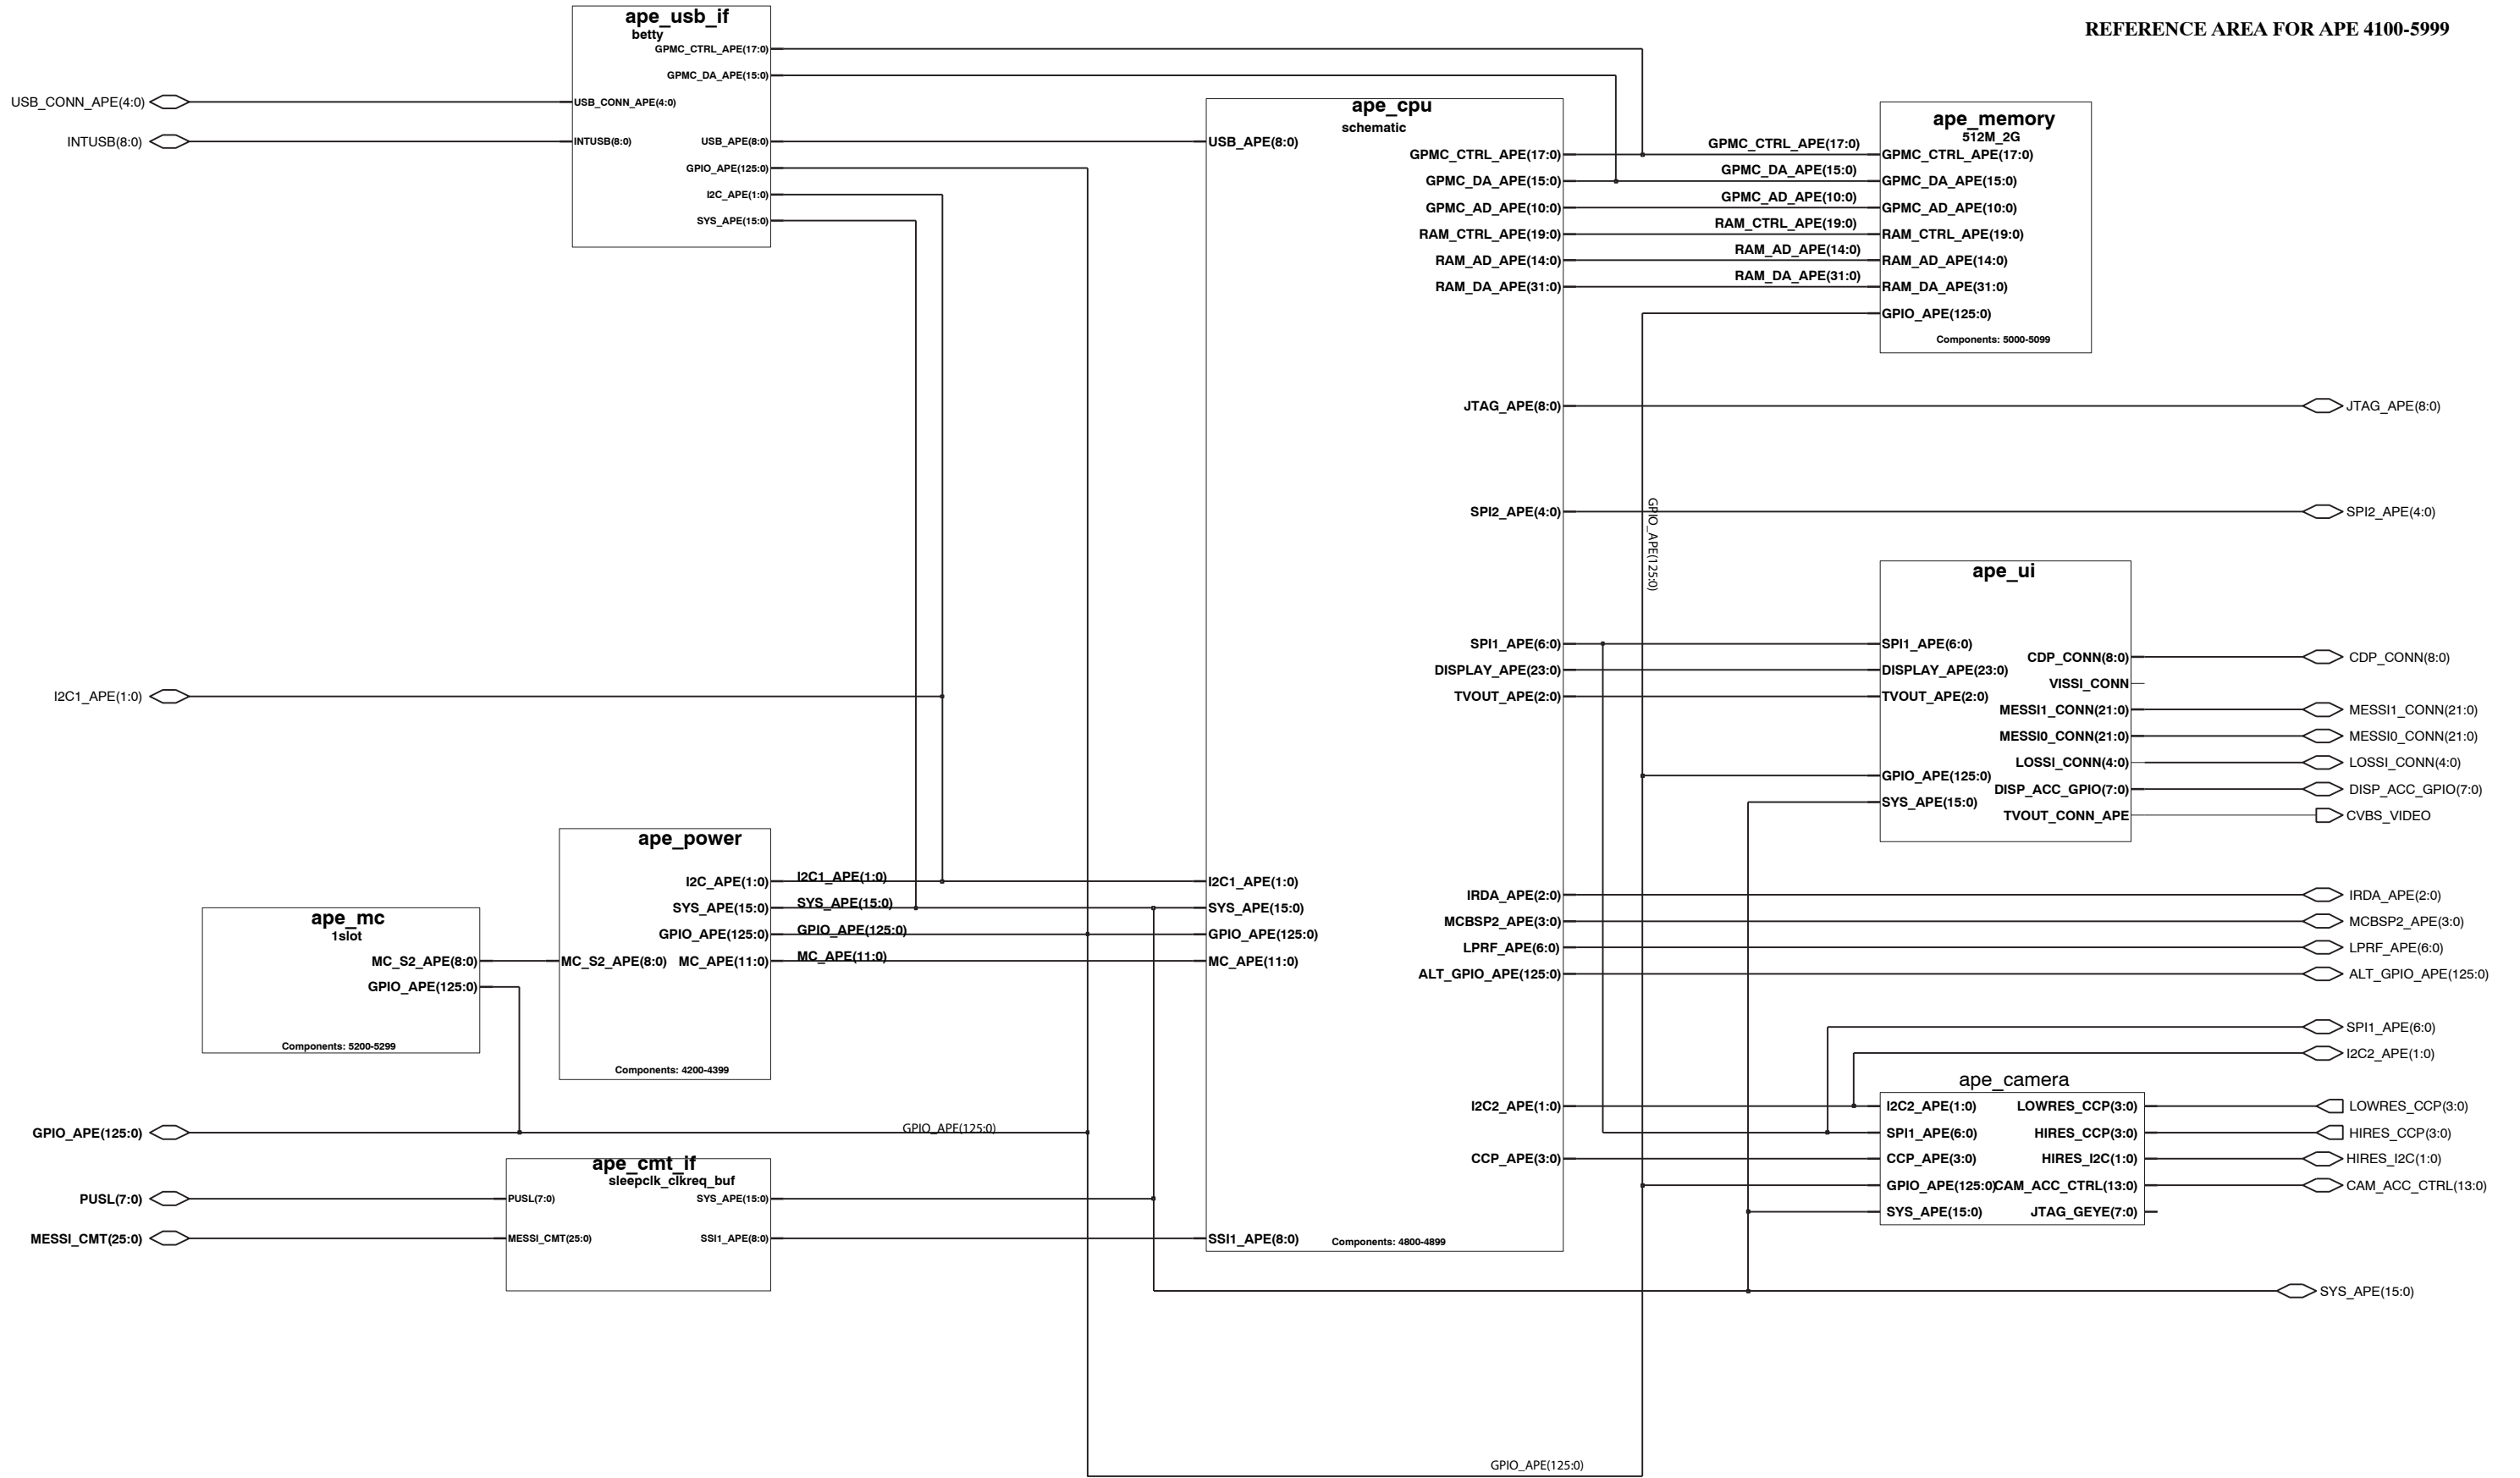 REFERENCE AREA FOR APE 4100-5999
ape_usb_if
betty
GPMC_CTRL_APE(17:0)
GPMC_DA_APE(15:0)
USB_CONN_APE(4:0)
USB_CONN_APE(4:0)
INTUSB(8:0)
INTUSB(8:0)
USB_APE(8:0)
GPIO_APE(125:0)
I2C_APE(1:0)
SYS_APE(15:0)
ape_cpu
schematic
USB_APE(8:0)
GPMC_CTRL_APE(17:0)
GPMC_DA_APE(15:0)
GPMC_AD_APE(10:0)
RAM_CTRL_APE(19:0)
RAM_AD_APE(14:0)
RAM_DA_APE(31:0)
GPMC_CTRL_APE(17:0)
GPMC_DA_APE(15:0)
GPMC_AD_APE(10:0)
RAM_CTRL_APE(19:0)
RAM_AD_APE(14:0)
RAM_DA_APE(31:0)
ape_memory
512M_2G
GPMC_CTRL_APE(17:0)
GPMC_DA_APE(15:0)
GPMC_AD_APE(10:0)
RAM_CTRL_APE(19:0)
RAM_AD_APE(14:0)
RAM_DA_APE(31:0)
GPIO_APE(125:0)
Components: 5000-5099
JTAG_APE(8:0)
JTAG_APE(8:0)
SPI2_APE(4:0)
SPI2_APE(4:0)
GPIO_APE(125:0)
SPI1_APE(6:0)
DISPLAY_APE(23:0)
TVOUT_APE(2:0)
ape_ui
SPI1_APE(6:0)
DISPLAY_APE(23:0)
TVOUT_APE(2:0)
GPIO_APE(125:0)
SYS_APE(15:0)
CDP_CONN(8:0)
VISSI_CONN
MESSI1_CONN(21:0)
MESSI0_CONN(21:0)
LOSSI_CONN(4:0)
DISP_ACC_GPIO(7:0)
TVOUT_CONN_APE
CDP_CONN(8:0)
MESSI1_CONN(21:0)
MESSI0_CONN(21:0)
LOSSI_CONN(4:0)
DISP_ACC_GPIO(7:0)
CVBS_VIDEO
I2C1_APE(1:0)
ape_power
I2C_APE(1:0)
SYS_APE(15:0)
GPIO_APE(125:0)
MC_S2_APE(8:0)
MC_APE(11:0)
Components: 4200-4399
I2C1_APE(1:0)
SYS_APE(15:0)
GPIO_APE(125:0)
MC_APE(11:0)
I2C1_APE(1:0)
SYS_APE(15:0)
GPIO_APE(125:0)
MC_APE(11:0)
ape_mc
1slot
MC_S2_APE(8:0)
GPIO_APE(125:0)
Components: 5200-5299
IRDA_APE(2:0)
MCBSP2_APE(3:0)
LPRF_APE(6:0)
ALT_GPIO_APE(125:0)
IRDA_APE(2:0)
MCBSP2_APE(3:0)
LPRF_APE(6:0)
ALT_GPIO_APE(125:0)
SPI1_APE(6:0)
I2C2_APE(1:0)
I2C2_APE(1:0)
CCP_APE(3:0)
ape_camera
I2C2_APE(1:0)
SPI1_APE(6:0)
CCP_APE(3:0)
GPIO_APE(125:0)
SYS_APE(15:0)
LOWRES_CCP(3:0)
HIRES_CCP(3:0)
HIRES_I2C(1:0)
CAM_ACC_CTRL(13:0)
JTAG_GEYE(7:0)
LOWRES_CCP(3:0)
HIRES_CCP(3:0)
HIRES_I2C(1:0)
CAM_ACC_CTRL(13:0)
GPIO_APE(125:0)
GPIO_APE(125:0)
ape_cmt_if
sleepclk_clkreq_buf
PUSL(7:0)
PUSL(7:0)
SYS_APE(15:0)
MESSI_CMT(25:0)
MESSI_CMT(25:0)
SSI1_APE(8:0)
SSI1_APE(8:0)
Components: 4800-4899
SYS_APE(15:0)
GPIO_APE(125:0)